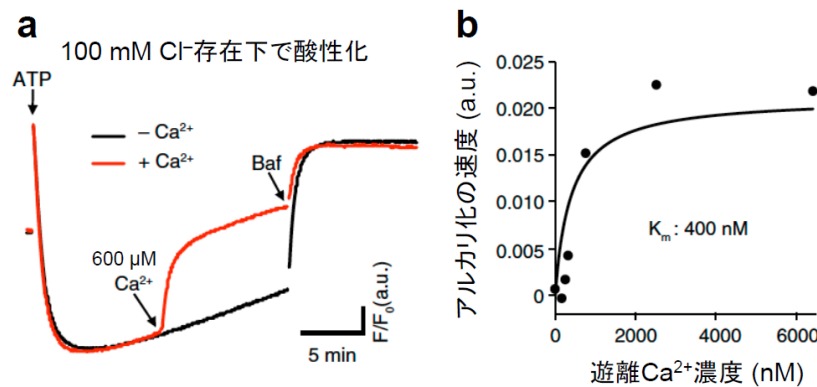 a
100 mM Cl⁻存在下で酸性化
ATP
– Ca²⁺
+ Ca²⁺
Baf
600 μM
Ca²⁺
F/F₀(a.u.)
5 min
b
アルカリ化の速度 (a.u.)
0.025
0.020
0.015
0.010
0.005
0
Kₘ: 400 nM
0 2000 4000 6000
遊離Ca²⁺濃度 (nM)